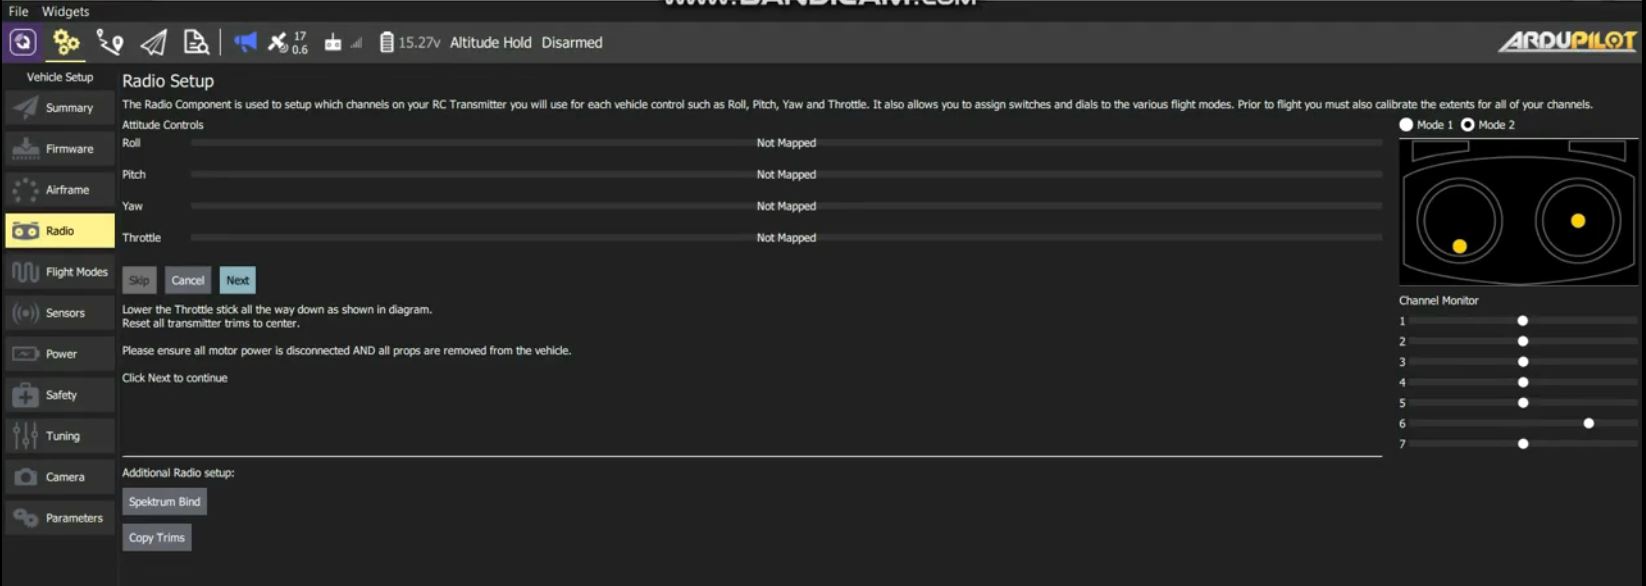 www.BANDICAM.com
File Widgets
17
0.6
15.27v Altitude Hold Disarmed
ARDUPILOT
Vehicle Setup
Summary
Firmware
Airframe
Radio
Flight Modes
Sensors
Power
Safety
Tuning
Camera
Parameters
Radio Setup
The Radio Component is used to setup which channels on your RC Transmitter you will use for each vehicle control such as Roll, Pitch, Yaw and Throttle. It also allows you to assign switches and dials to the various flight modes. Prior to flight you must also calibrate the extents for all of your channels.
Attitude Controls
Roll Not Mapped
Pitch Not Mapped
Yaw Not Mapped
Throttle Not Mapped
Skip Cancel Next
Lower the Throttle stick all the way down as shown in diagram.
Reset all transmitter trims to center.
Please ensure all motor power is disconnected AND all props are removed from the vehicle.
Click Next to continue
Additional Radio setup:
Spektrum Bind
Copy Trims
Mode 1 Mode 2
Channel Monitor
1
2
3
4
5
6
7